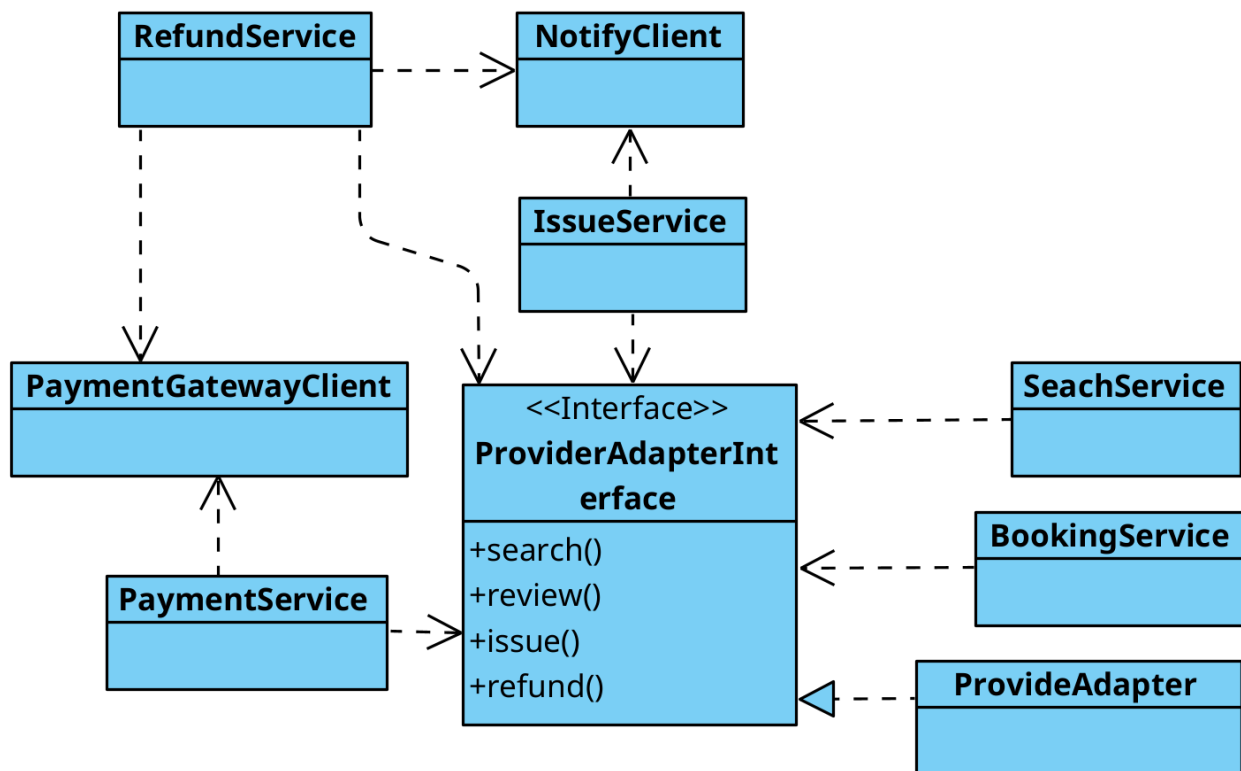 RefundService
NotifyClient
IssueService
PaymentGatewayClient
<<Interface>>
ProviderAdapterInt
erface
+search()
+review()
+issue()
+refund()
SeachService
BookingService
PaymentService
ProvideAdapter